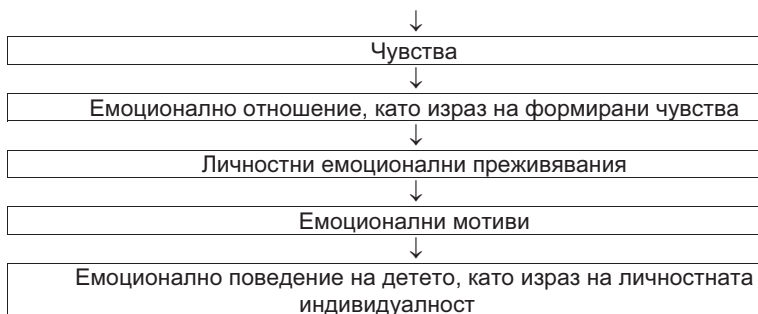 ↓
Чувства
↓
Емоционално отношение, като израз на формирани чувства
↓
Личностни емоционални преживявания
↓
Емоционални мотиви
↓
Емоционално поведение на детето, като израз на личностната
индивидуалност